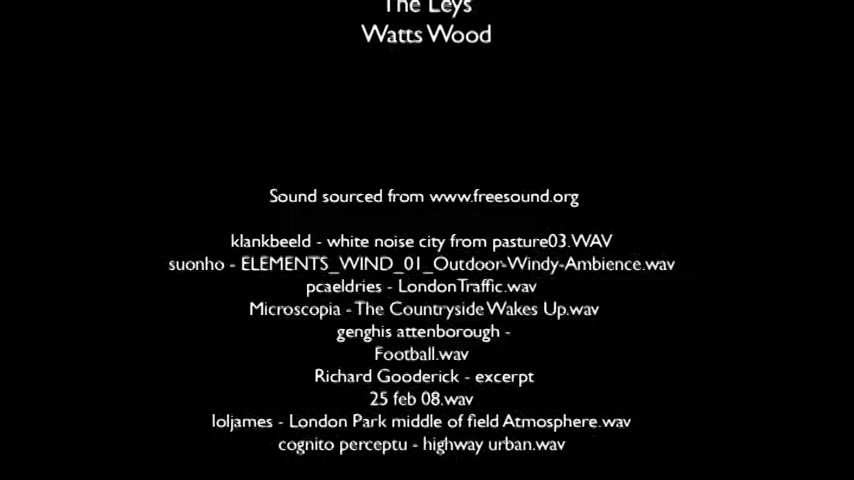 The Leys
Watts Wood
Sound sourced from www.freesound.org
klankbeeld - white noise city from pasture03.WAV
suonho - ELEMENTS_WIND_01_Outdoor-Windy-Ambience.wav
pcaeldries - LondonTraffic.wav
Microscopia - The Countryside Wakes Up.wav
genghis attenborough -
Football.wav
Richard Gooderick - excerpt
25 feb 08.wav
loljames - London Park middle of field Atmosphere.wav
cognito perceptu - highway urban.wav